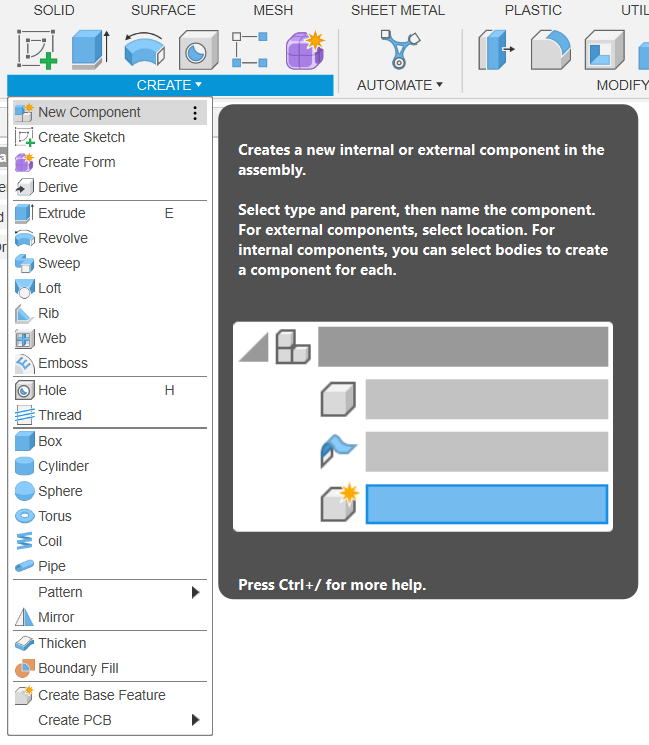 SOLID SURFACE MESH SHEET METAL PLASTIC UTIL
CREATE AUTOMATE MODIFY
New Component
Create Sketch
Create Form
Derive
Extrude E
Revolve
Sweep
Loft
Rib
Web
Emboss
Hole H
Thread
Box
Cylinder
Sphere
Torus
Coil
Pipe
Pattern
Mirror
Thicken
Boundary Fill
Create Base Feature
Create PCB
Creates a new internal or external component in the
assembly.
Select type and parent, then name the component.
For external components, select location. For
internal components, you can select bodies to create
a component for each.
Press Ctrl+/ for more help.